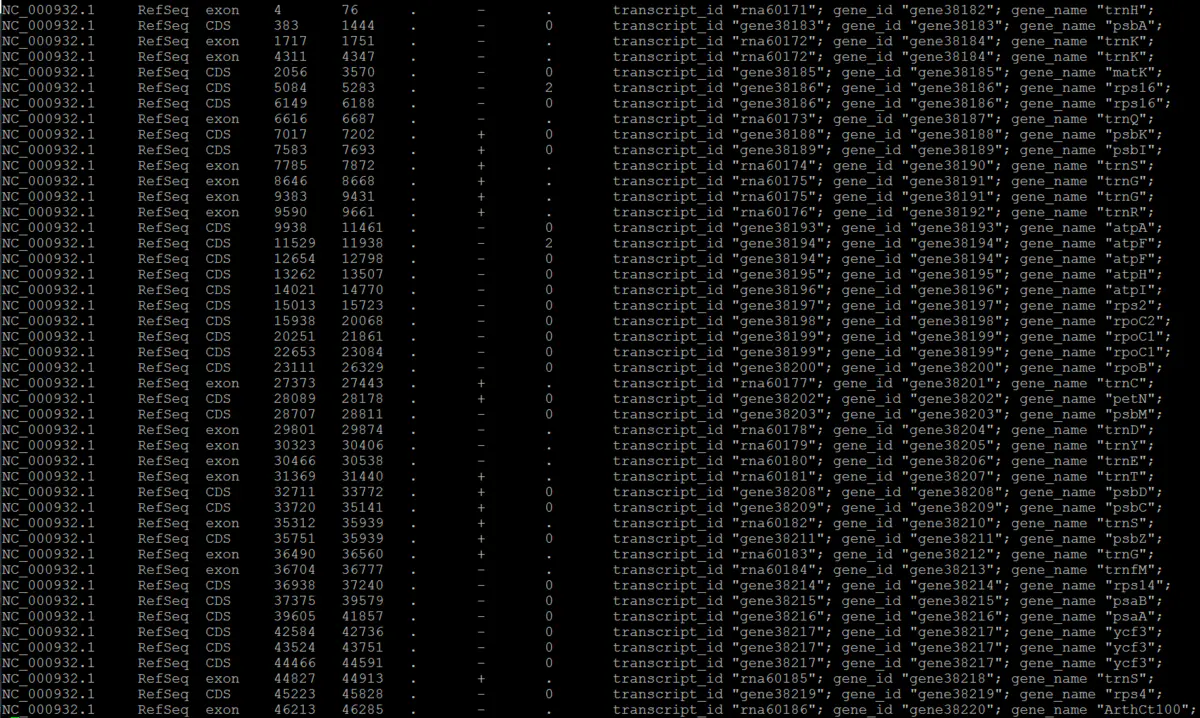 NC_000932.1 RefSeq exon 4 76 . - . transcript_id "rna60171"; gene_id "gene38182"; gene_name "trnH";
NC_000932.1 RefSeq CDS 383 1444 . - 0 transcript_id "gene38183"; gene_id "gene38183"; gene_name "psbA";
NC_000932.1 RefSeq exon 1717 1751 . - . transcript_id "rna60172"; gene_id "gene38184"; gene_name "trnK";
NC_000932.1 RefSeq exon 4311 4347 . - . transcript_id "rna60172"; gene_id "gene38184"; gene_name "trnK";
NC_000932.1 RefSeq CDS 2056 3570 . - 0 transcript_id "gene38185"; gene_id "gene38185"; gene_name "matK";
NC_000932.1 RefSeq CDS 5084 5283 . - 2 transcript_id "gene38186"; gene_id "gene38186"; gene_name "rps16";
NC_000932.1 RefSeq CDS 6149 6188 . - 0 transcript_id "gene38186"; gene_id "gene38186"; gene_name "rps16";
NC_000932.1 RefSeq exon 6616 6687 . - . transcript_id "rna60173"; gene_id "gene38187"; gene_name "trnQ";
NC_000932.1 RefSeq CDS 7017 7202 . + 0 transcript_id "gene38188"; gene_id "gene38188"; gene_name "psbK";
NC_000932.1 RefSeq CDS 7583 7693 . + 0 transcript_id "gene38189"; gene_id "gene38189"; gene_name "psbI";
NC_000932.1 RefSeq exon 7785 7872 . - . transcript_id "rna60174"; gene_id "gene38190"; gene_name "trnS";
NC_000932.1 RefSeq exon 8646 8668 . + . transcript_id "rna60175"; gene_id "gene38191"; gene_name "trnG";
NC_000932.1 RefSeq exon 9383 9431 . + . transcript_id "rna60175"; gene_id "gene38191"; gene_name "trnG";
NC_000932.1 RefSeq exon 9590 9661 . + . transcript_id "rna60176"; gene_id "gene38192"; gene_name "trnR";
NC_000932.1 RefSeq CDS 9938 11461 . - 0 transcript_id "gene38193"; gene_id "gene38193"; gene_name "atpA";
NC_000932.1 RefSeq CDS 11529 11938 . - 2 transcript_id "gene38194"; gene_id "gene38194"; gene_name "atpF";
NC_000932.1 RefSeq CDS 12654 12798 . - 0 transcript_id "gene38194"; gene_id "gene38194"; gene_name "atpF";
NC_000932.1 RefSeq CDS 13262 13507 . - 0 transcript_id "gene38195"; gene_id "gene38195"; gene_name "atpH";
NC_000932.1 RefSeq CDS 14021 14770 . - 0 transcript_id "gene38196"; gene_id "gene38196"; gene_name "atpI";
NC_000932.1 RefSeq CDS 15013 15723 . - 0 transcript_id "gene38197"; gene_id "gene38197"; gene_name "rps2";
NC_000932.1 RefSeq CDS 15938 20068 . - 0 transcript_id "gene38198"; gene_id "gene38198"; gene_name "rpoC2";
NC_000932.1 RefSeq CDS 20251 21861 . - 0 transcript_id "gene38199"; gene_id "gene38199"; gene_name "rpoC1";
NC_000932.1 RefSeq CDS 22653 23084 . - 0 transcript_id "gene38199"; gene_id "gene38199"; gene_name "rpoC1";
NC_000932.1 RefSeq CDS 23111 26329 . - 0 transcript_id "gene38200"; gene_id "gene38200"; gene_name "rpoB";
NC_000932.1 RefSeq exon 27373 27443 . + . transcript_id "rna60177"; gene_id "gene38201"; gene_name "trnC";
NC_000932.1 RefSeq CDS 28089 28178 . + 0 transcript_id "gene38202"; gene_id "gene38202"; gene_name "petN";
NC_000932.1 RefSeq CDS 28707 28811 . - 0 transcript_id "gene38203"; gene_id "gene38203"; gene_name "psbM";
NC_000932.1 RefSeq exon 29801 29874 . - . transcript_id "rna60178"; gene_id "gene38204"; gene_name "trnD";
NC_000932.1 RefSeq exon 30323 30406 . - . transcript_id "rna60179"; gene_id "gene38205"; gene_name "trnY";
NC_000932.1 RefSeq exon 30466 30538 . - . transcript_id "rna60180"; gene_id "gene38206"; gene_name "trnE";
NC_000932.1 RefSeq exon 31369 31440 . + . transcript_id "rna60181"; gene_id "gene38207"; gene_name "trnT";
NC_000932.1 RefSeq CDS 32711 33772 . + 0 transcript_id "gene38208"; gene_id "gene38208"; gene_name "psbD";
NC_000932.1 RefSeq CDS 33720 35141 . + 0 transcript_id "gene38209"; gene_id "gene38209"; gene_name "psbC";
NC_000932.1 RefSeq exon 35312 35939 . + . transcript_id "rna60182"; gene_id "gene38210"; gene_name "trnS";
NC_000932.1 RefSeq CDS 35751 35939 . + 0 transcript_id "gene38211"; gene_id "gene38211"; gene_name "psbZ";
NC_000932.1 RefSeq exon 36490 36560 . + . transcript_id "rna60183"; gene_id "gene38212"; gene_name "trnG";
NC_000932.1 RefSeq exon 36704 36777 . - . transcript_id "rna60184"; gene_id "gene38213"; gene_name "trnfM";
NC_000932.1 RefSeq CDS 36938 37240 . - 0 transcript_id "gene38214"; gene_id "gene38214"; gene_name "rps14";
NC_000932.1 RefSeq CDS 37375 39579 . - 0 transcript_id "gene38215"; gene_id "gene38215"; gene_name "psaB";
NC_000932.1 RefSeq CDS 39605 41857 . - 0 transcript_id "gene38216"; gene_id "gene38216"; gene_name "psaA";
NC_000932.1 RefSeq CDS 42584 42736 . - 0 transcript_id "gene38217"; gene_id "gene38217"; gene_name "ycf3";
NC_000932.1 RefSeq CDS 43524 43751 . - 0 transcript_id "gene38217"; gene_id "gene38217"; gene_name "ycf3";
NC_000932.1 RefSeq CDS 44466 44591 . - 0 transcript_id "gene38217"; gene_id "gene38217"; gene_name "ycf3";
NC_000932.1 RefSeq exon 44827 44913 . + . transcript_id "rna60185"; gene_id "gene38218"; gene_name "trnS";
NC_000932.1 RefSeq CDS 45223 45828 . - 0 transcript_id "gene38219"; gene_id "gene38219"; gene_name "rps4";
NC_000932.1 RefSeq exon 46213 46285 . - . transcript_id "rna60186"; gene_id "gene38220"; gene_name "ArthCt100";